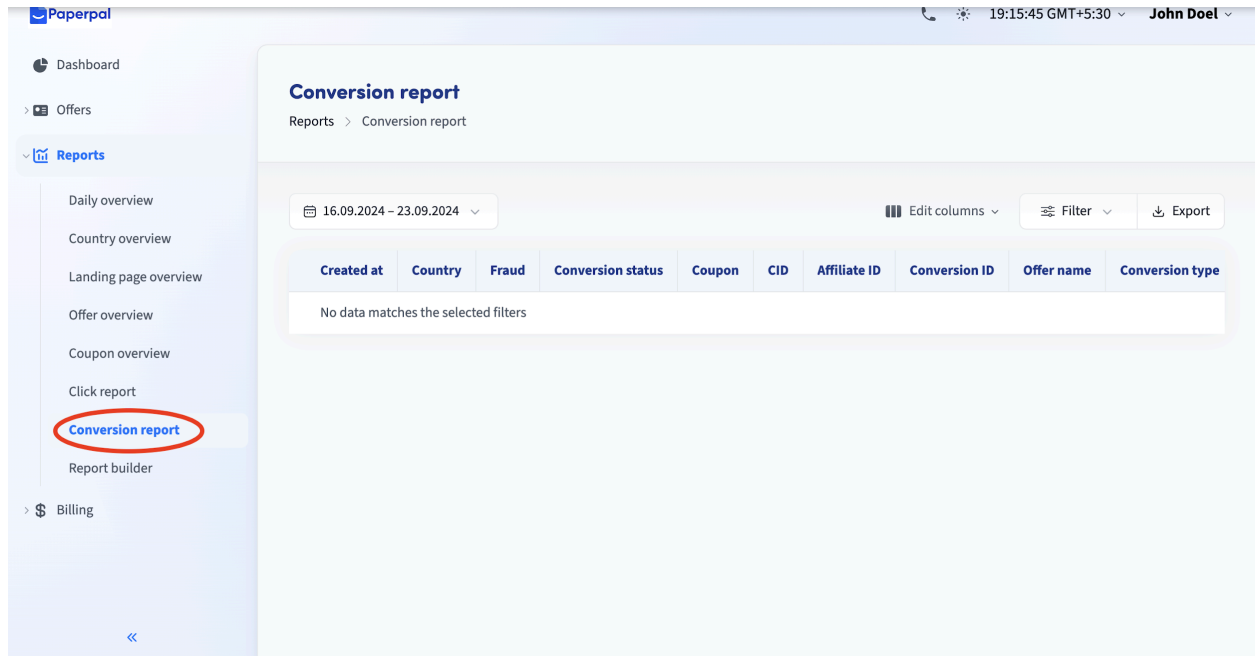 Paperpal
19:15:45 GMT+5:30 John Doel
Dashboard
Offers
Reports
Daily overview
Country overview
Landing page overview
Offer overview
Coupon overview
Click report
Conversion report
Report builder
Billing
Conversion report
Reports > Conversion report
16.09.2024 – 23.09.2024
Edit columns Filter Export
Created at Country Fraud Conversion status Coupon CID Affiliate ID Conversion ID Offer name Conversion type
No data matches the selected filters